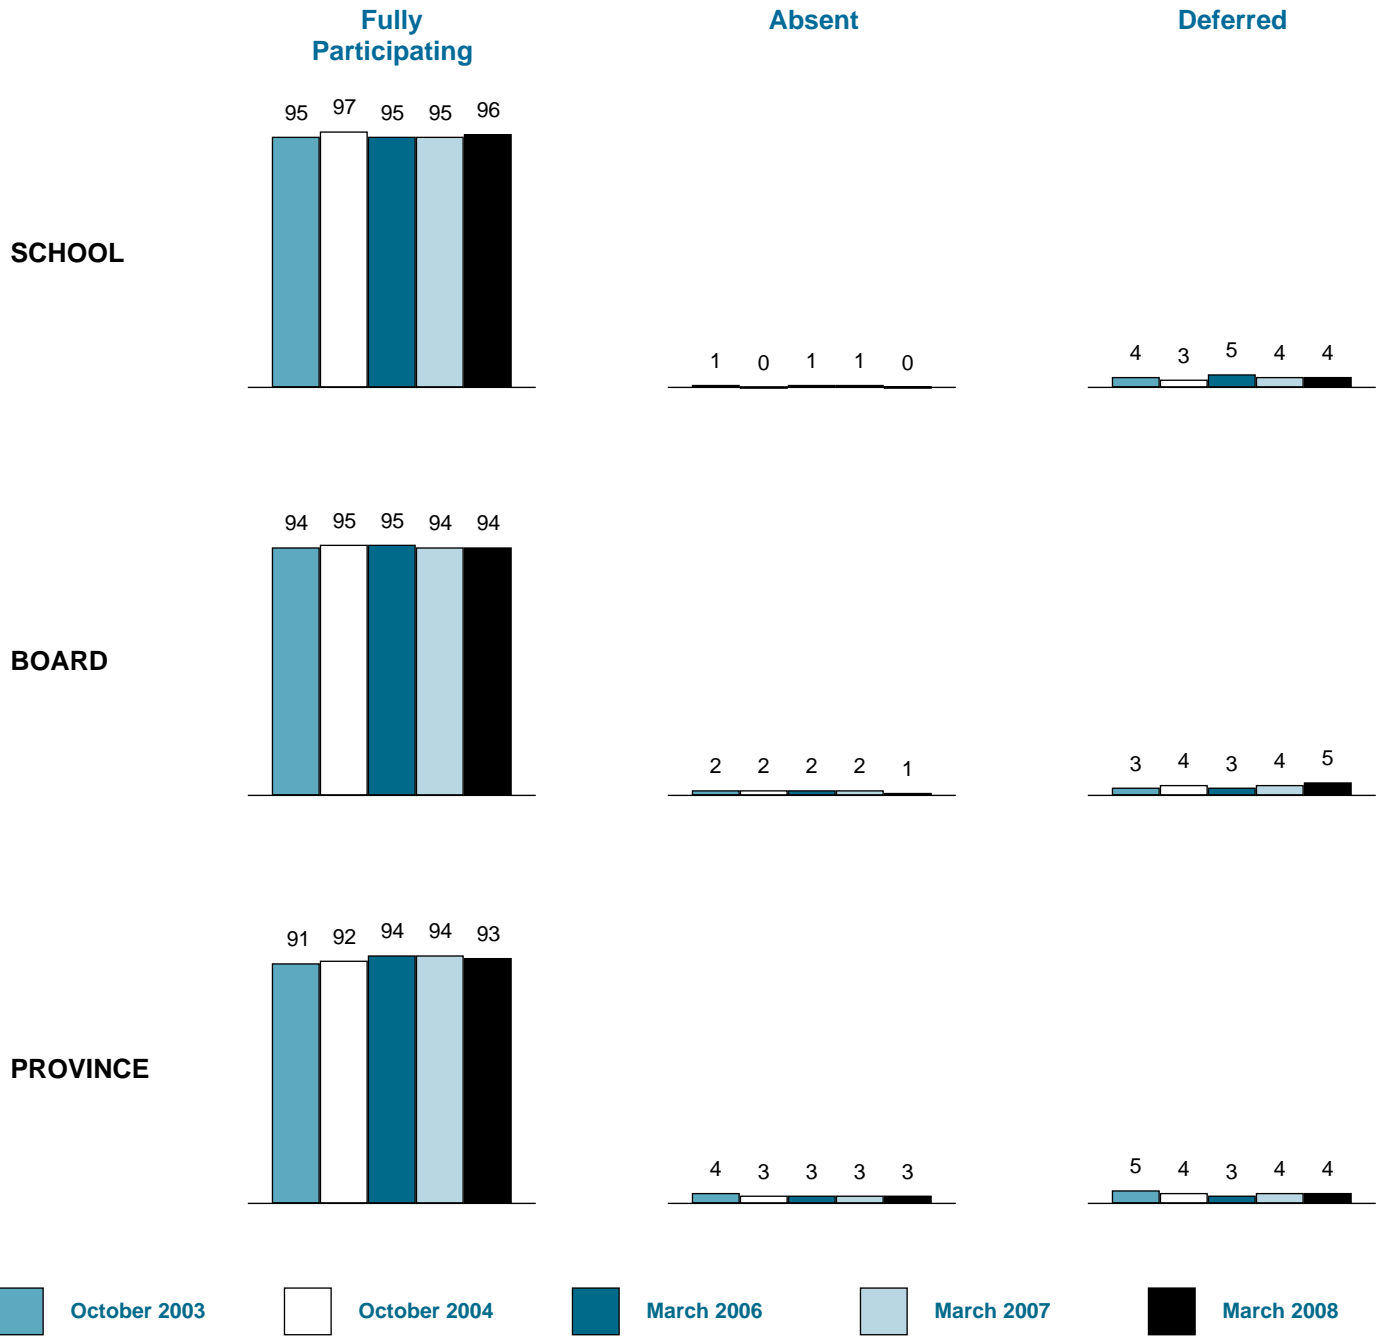 Fully
Participating
Absent
Deferred
SCHOOL
95 97 95 95 96
1 0 1 1 0
4 3 5 4 4
BOARD
94 95 95 94 94
2 2 2 2 1
3 4 3 4 5
PROVINCE
91 92 94 94 93
4 3 3 3 3
5 4 3 4 4
October 2003 October 2004 March 2006 March 2007 March 2008